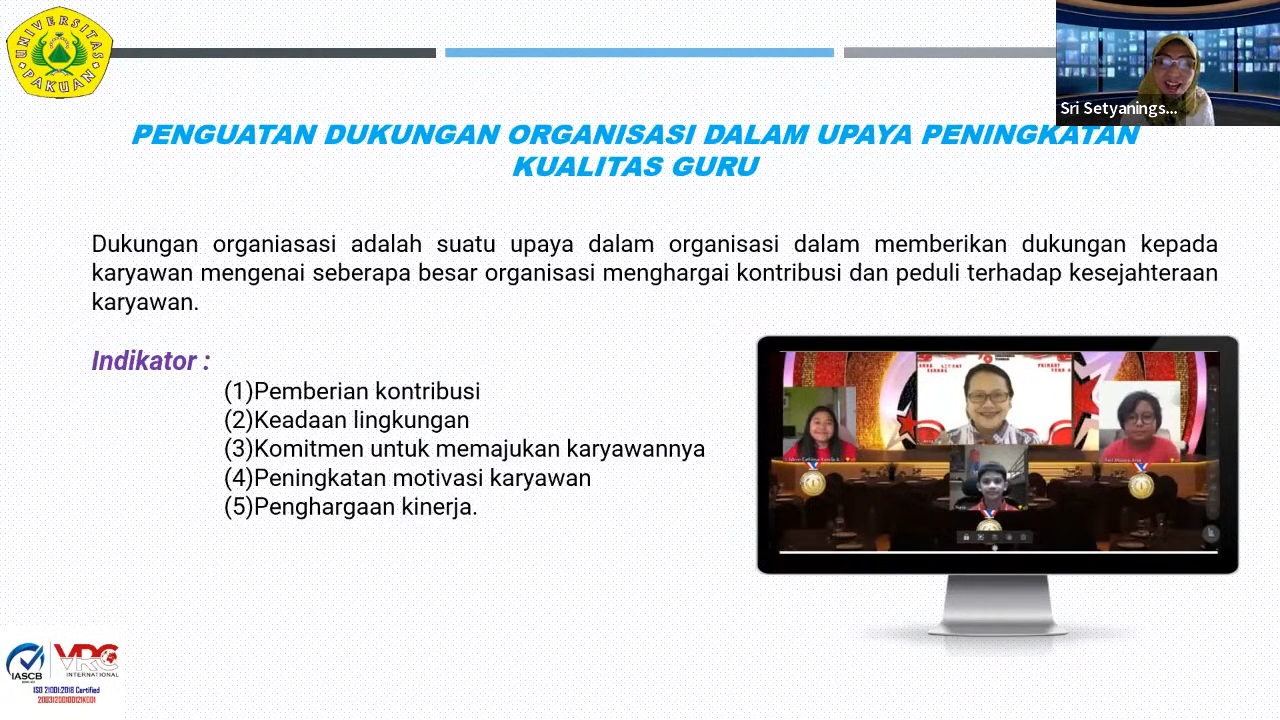 UNIVERSITAS
PAKUAN
Sri Setyanings...
PENGUATAN DUKUNGAN ORGANISASI DALAM UPAYA PENINGKATAN
KUALITAS GURU
Dukungan organiasasi adalah suatu upaya dalam organisasi dalam memberikan dukungan kepada
karyawan mengenai seberapa besar organisasi menghargai kontribusi dan peduli terhadap kesejahteraan
karyawan.
Indikator :
(1)Pemberian kontribusi
(2)Keadaan lingkungan
(3)Komitmen untuk memajukan karyawannya
(4)Peningkatan motivasi karyawan
(5)Penghargaan kinerja.
IASCB
VRC
INTERNATIONAL
ISO 21001:2018 Certified